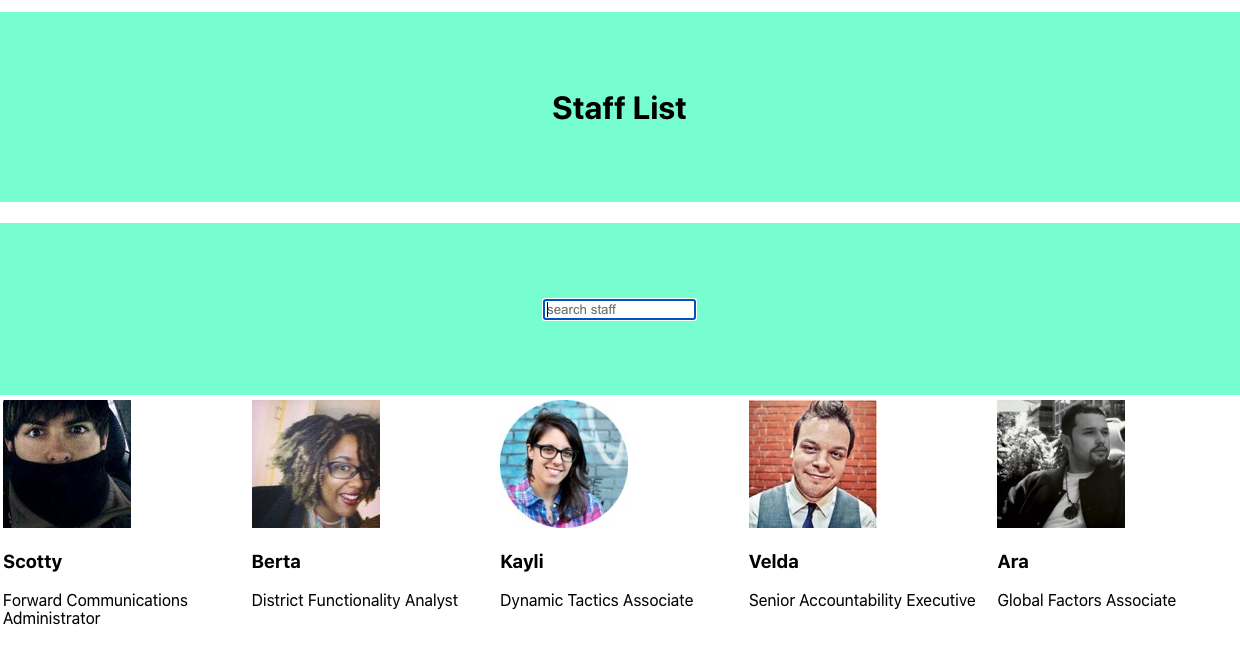 Staff List
search staff
Scotty
Berta
Kayli
Velda
Ara
Forward Communications
Administrator
District Functionality Analyst
Dynamic Tactics Associate
Senior Accountability Executive
Global Factors Associate